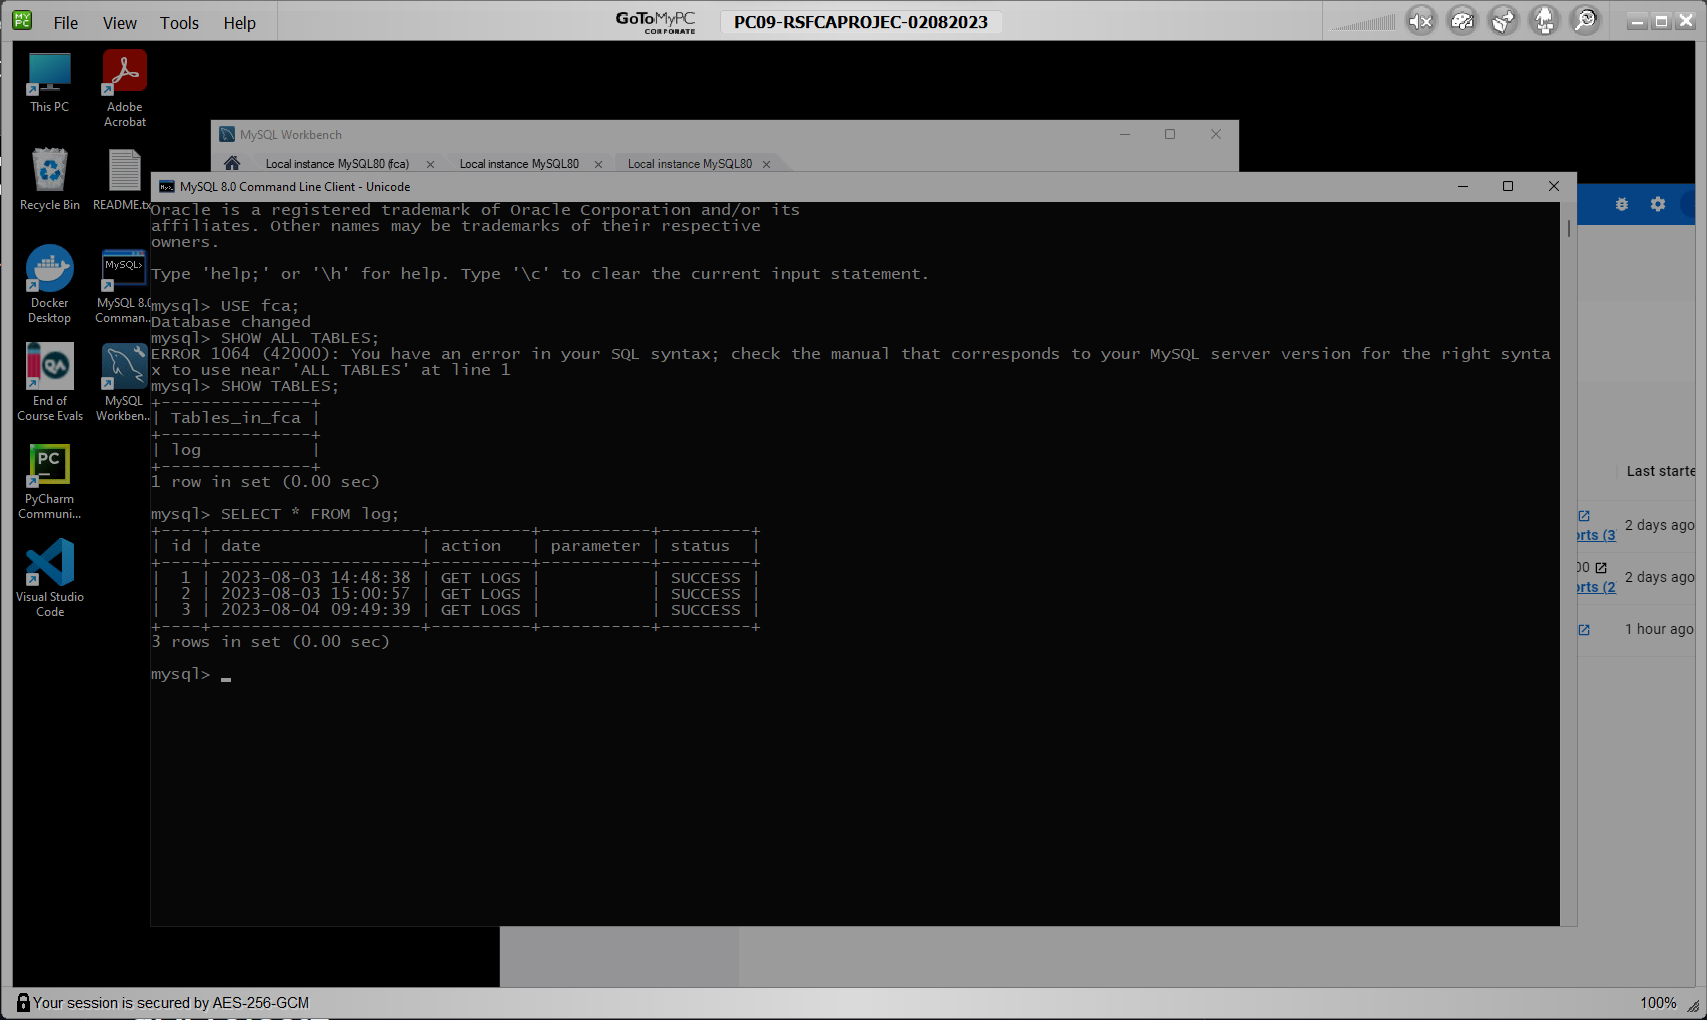 File View Tools Help
GoToMyPC
CORPORATE
PC09-RSFCAPROJEC-02082023
This PC
Adobe
Acrobat
MySQL Workbench
Local instance MySQL80 (fca)
Local instance MySQL80
Local instance MySQL80
MySQL 8.0 Command Line Client - Unicode
Recycle Bin
README.tx
Oracle is a registered trademark of Oracle Corporation and/or its
affiliates. Other names may be trademarks of their respective
owners.
Type 'help;' or '\h' for help. Type '\c' to clear the current input statement.
mysql> USE fca;
Database changed
mysql> SHOW ALL TABLES;
ERROR 1064 (42000): You have an error in your SQL syntax; check the manual that corresponds to your MySQL server version for the right synta
x to use near 'ALL TABLES' at line 1
mysql> SHOW TABLES;
+---------------+
| Tables_in_fca |
+---------------+
| log           |
+---------------+
1 row in set (0.00 sec)
mysql> SELECT * FROM log;
+----+---------------------+----------+-----------+---------+
| id | date                | action   | parameter | status  |
+----+---------------------+----------+-----------+---------+
|  1 | 2023-08-03 14:48:38 | GET LOGS |           | SUCCESS |
|  2 | 2023-08-03 15:00:57 | GET LOGS |           | SUCCESS |
|  3 | 2023-08-04 09:49:39 | GET LOGS |           | SUCCESS |
+----+---------------------+----------+-----------+---------+
3 rows in set (0.00 sec)
mysql>
Docker
Desktop
MySQL>
MySQL 8.0
Comman...
End of
Course Evals
MySQL
Workben...
PC
PyCharm
Communi...
Visual Studio
Code
Last starte
2 days ago
orts (3
00
2 days ago
orts (2
1 hour ago
Your session is secured by AES-256-GCM
100%